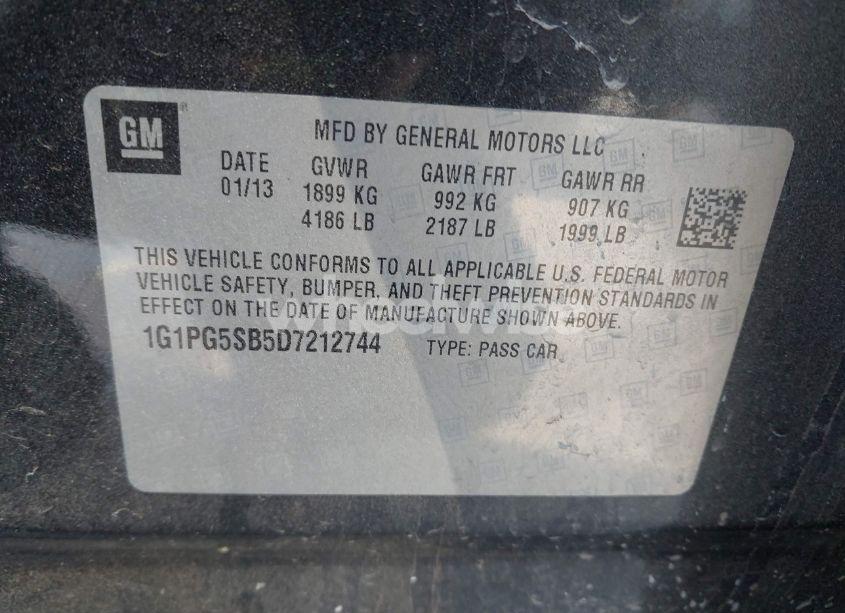 GM
MFD BY GENERAL MOTORS LLC
DATE GVWR GAWR FRT GAWR RR
01/13 1899 KG 992 KG 907 KG
4186 LB 2187 LB 1999 LB
THIS VEHICLE CONFORMS TO ALL APPLICABLE U.S. FEDERAL MOTOR
VEHICLE SAFETY, BUMPER, AND THEFT PREVENTION STANDARDS IN
EFFECT ON THE DATE OF MANUFACTURE SHOWN ABOVE.
1G1PG5SB5D7212744 TYPE: PASS CAR